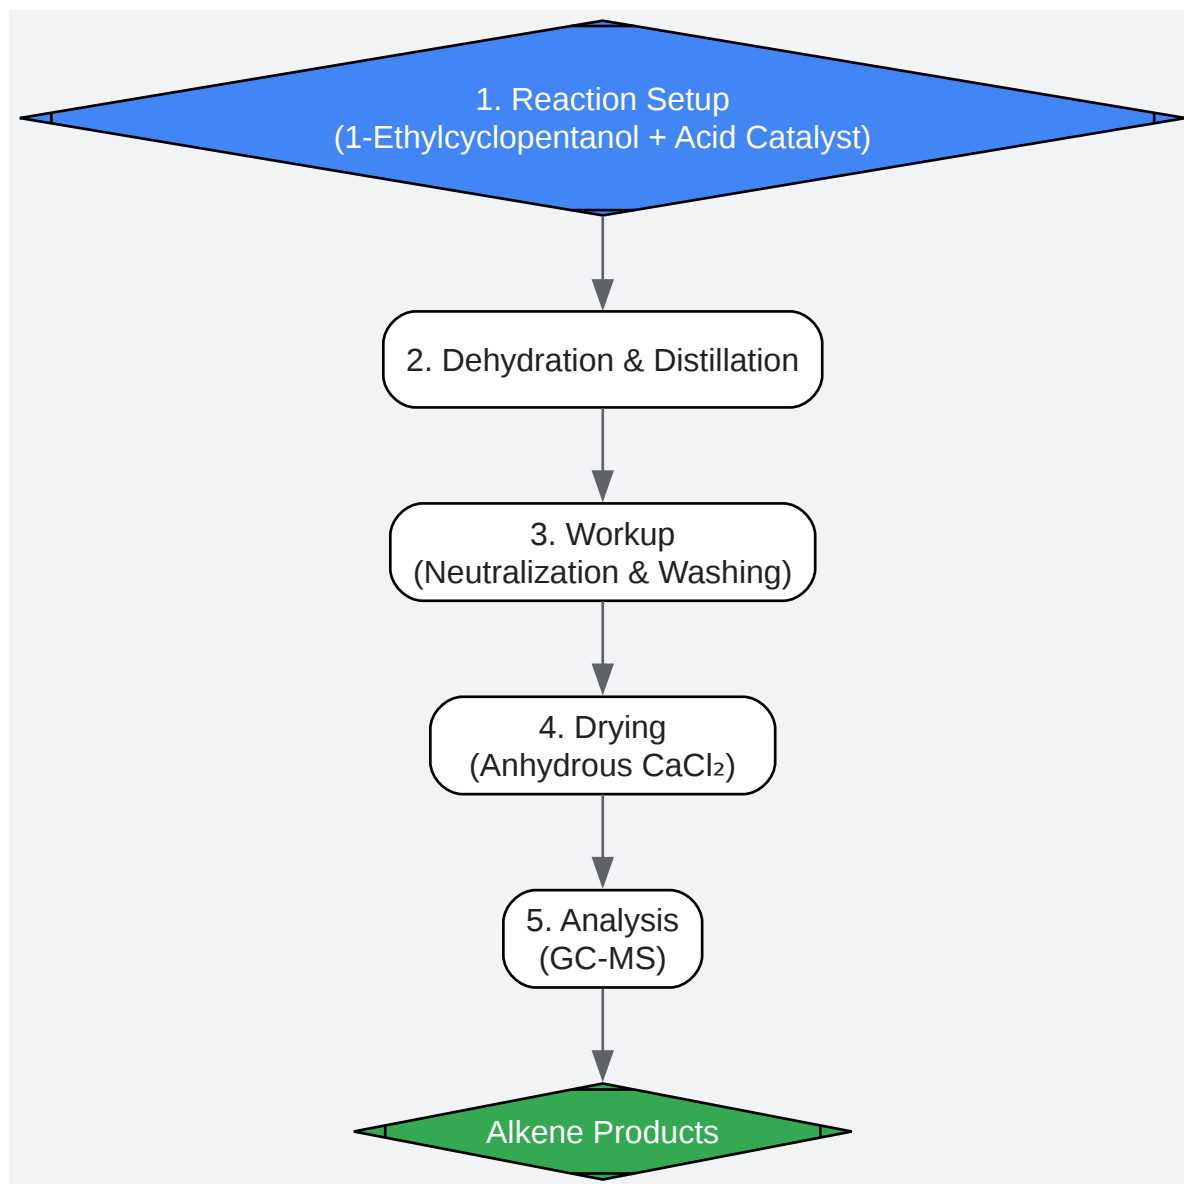 1. Reaction Setup
(1-Ethylcyclopentanol + Acid Catalyst)
2. Dehydration & Distillation
3. Workup
(Neutralization & Washing)
4. Drying
(Anhydrous CaCl₂)
5. Analysis
(GC-MS)
Alkene Products